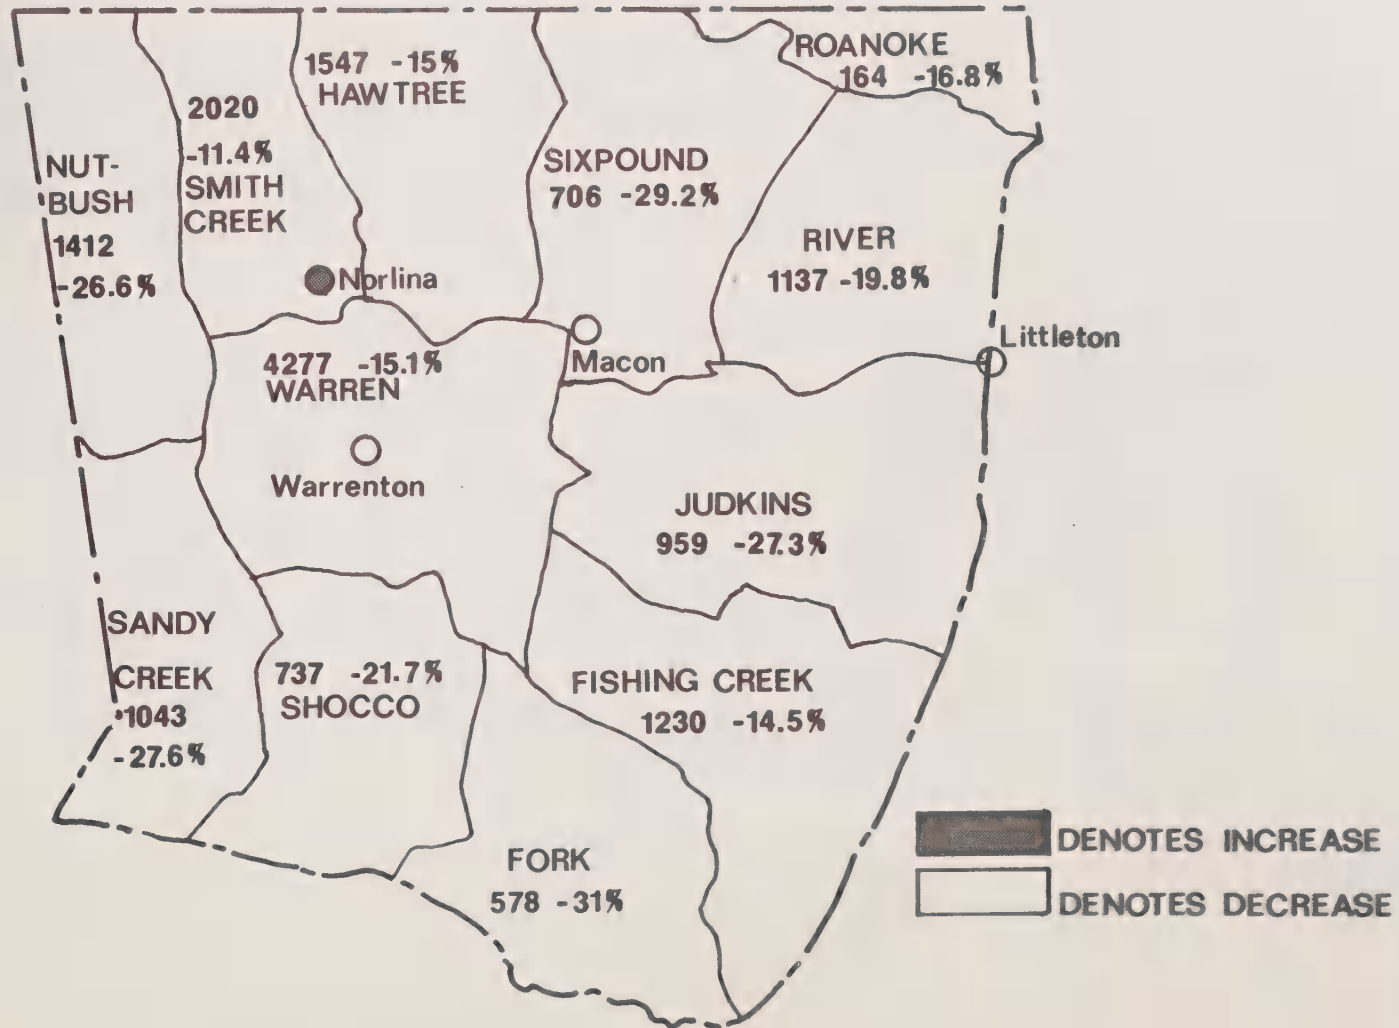 ROANOKE
164 -16.8%
1547 -15%
HAWTREE
2020
-11.4%
SMITH
CREEK
NUT-
BUSH
1412
-26.6%
SIXPOUND
706 -29.2%
RIVER
1137 -19.8%
Norlina
Littleton
Macon
4277 -15.1%
WARREN
Warrenton
JUDKINS
959 -27.3%
SANDY
CREEK
1043
-27.6%
737 -21.7%
SHOCCO
FISHING CREEK
1230 -14.5%
FORK
578 -31%
DENOTES INCREASE
DENOTES DECREASE